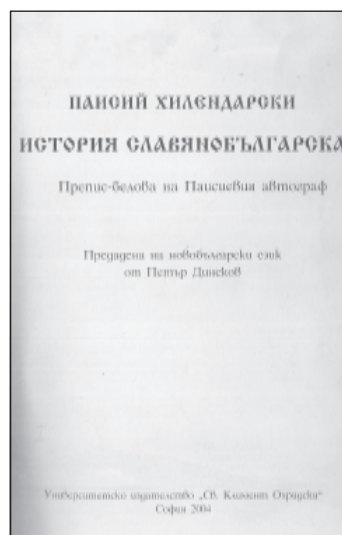 ПАИСИЙ ХИЛЕНДАРСКИ
ИСТОРИЯ СЛАВЯНОБЪЛГАРСКА
Препис-белова на Паисиевия автограф
Предадена на новобългарски език
от Петър Динеков
Университетско издателство „Св. Климент Охридски“
София 2004